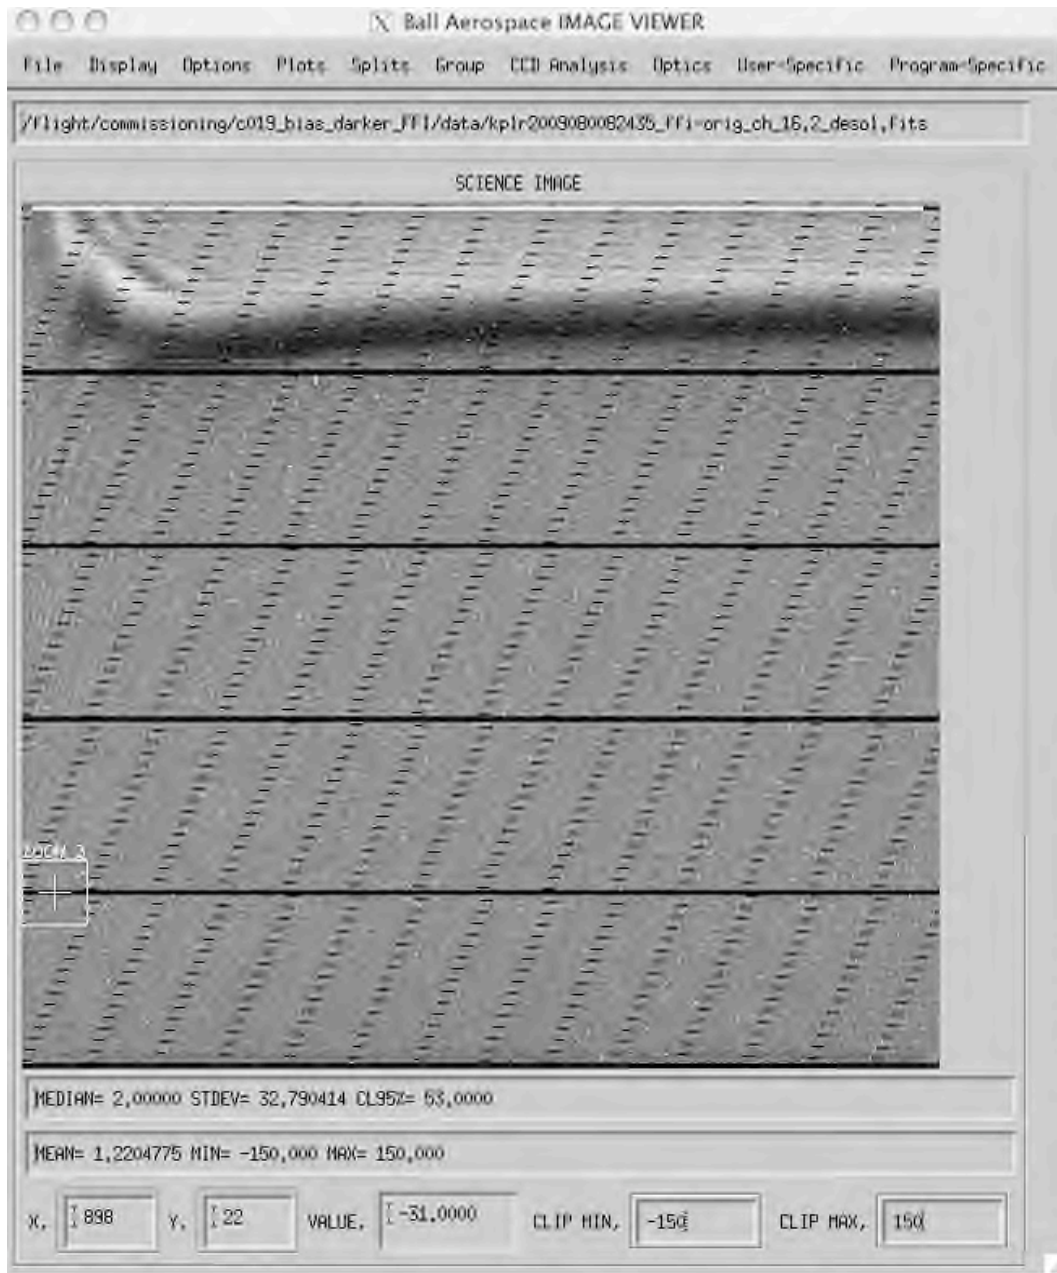 X Ball Aerospace IMAGE VIEWER
File Display Options Plots Splits Group CCD Analysis Optics User-Specific Program-Specific
/flight/commissioning/c019_bias_darker_FFI/data/kplr2009080082435_ffi-orig_ch_16.2_desol.fits
SCIENCE IMAGE
ZOOM 3
MEDIAN= 2.00000 STDEV= 32.790414 CL95%= 53.0000
MEAN= 1.2204775 MIN= -150.000 MAX= 150.000
X, 898 Y, 22 VALUE, -31.0000 CLIP MIN, -150 CLIP MAX, 150